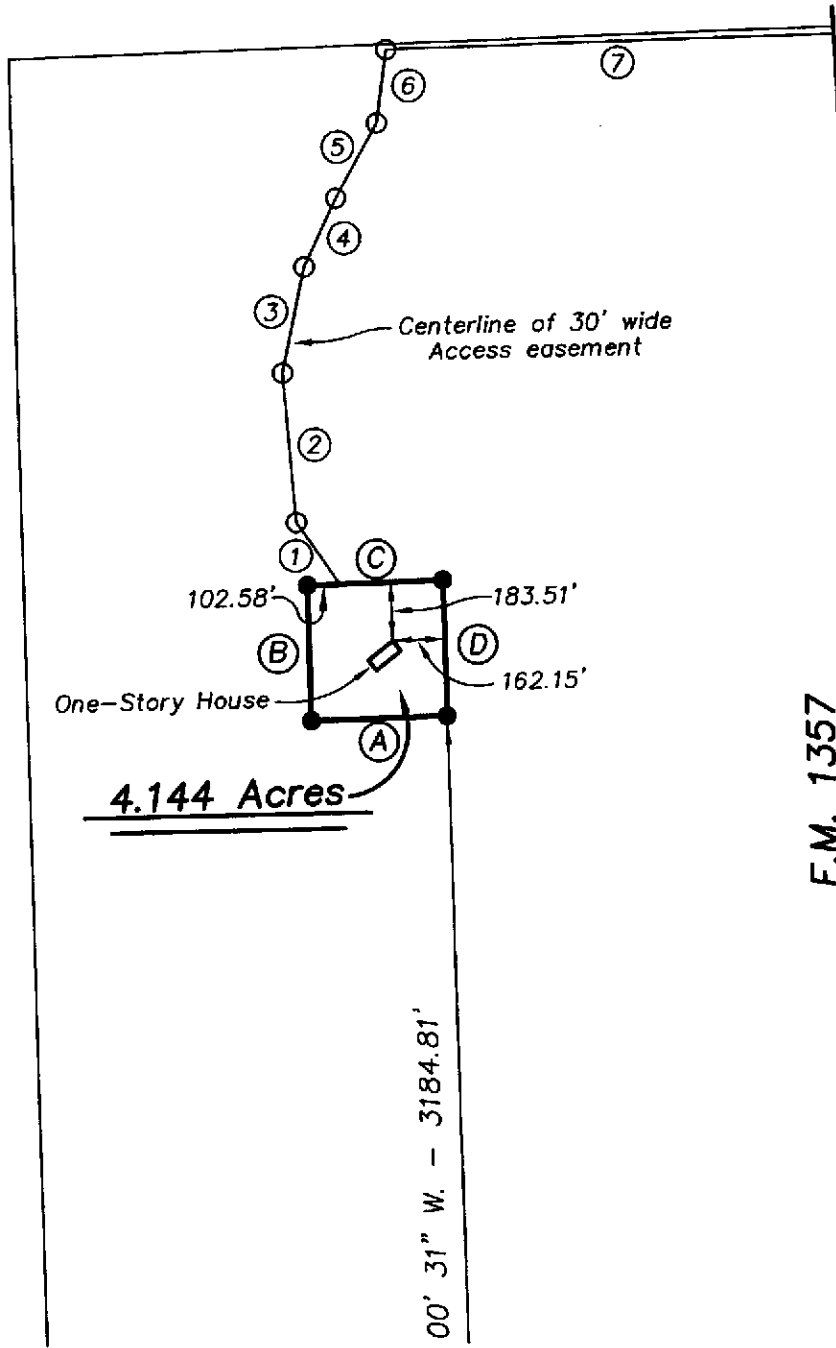 7
6
5
4
3
Centerline of 30' wide
Access easement
2
1
C
102.58'
183.51'
B
D
One-Story House
162.15'
A
4.144 Acres
F.M. 1357
00' 31" W. - 3184.81'